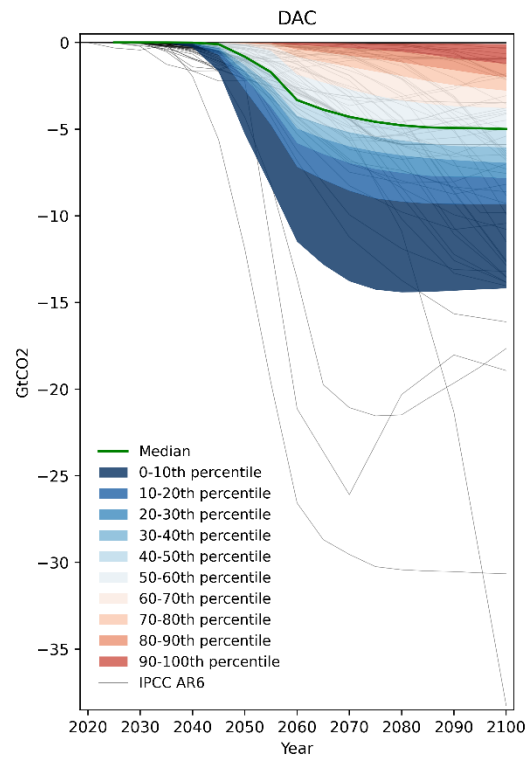 DAC
0
−5
−10
−15
−20
−25
−30
−35
GtCO2
Median
0-10th percentile
10-20th percentile
20-30th percentile
30-40th percentile
40-50th percentile
50-60th percentile
60-70th percentile
70-80th percentile
80-90th percentile
90-100th percentile
IPCC AR6
2020 2030 2040 2050 2060 2070 2080 2090 2100
Year